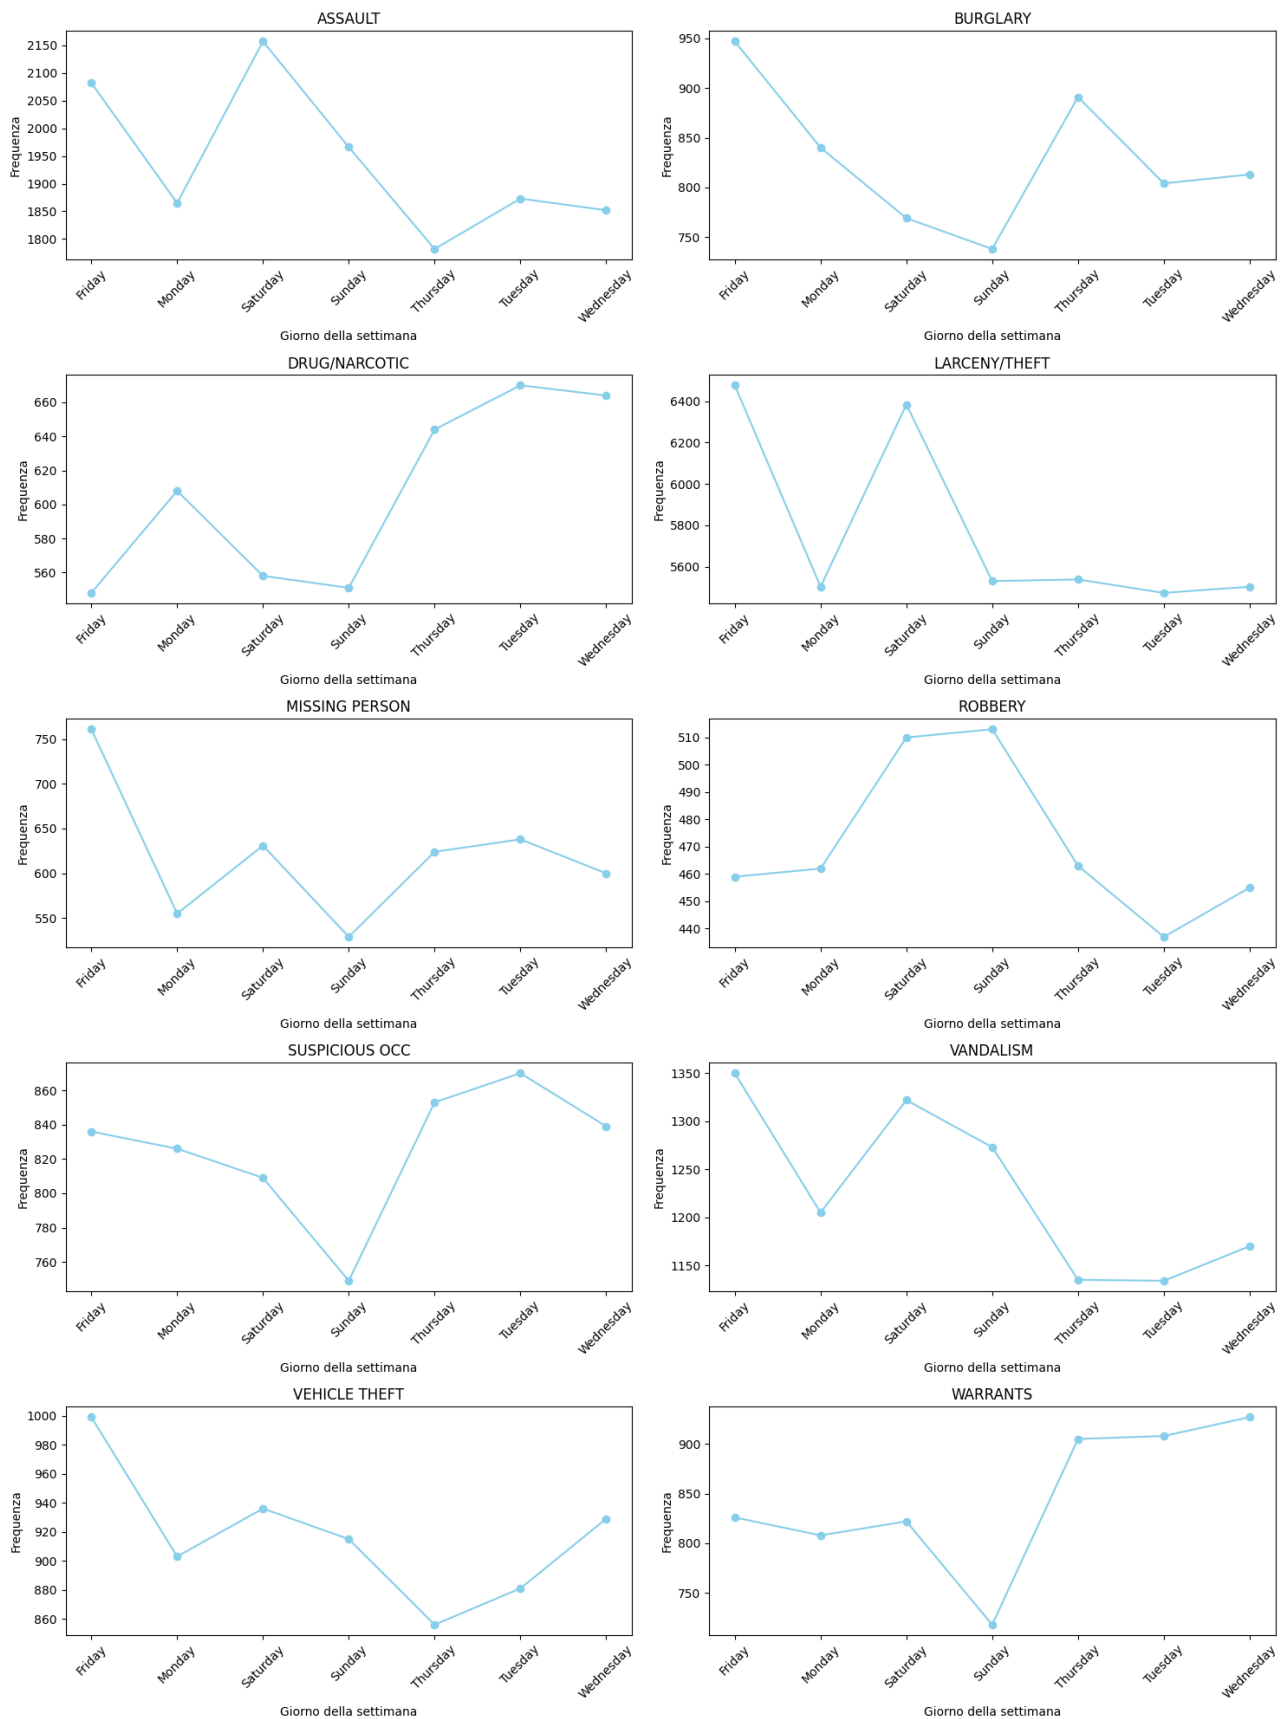 ASSAULT
2150
2100
2050
2000
1950
1900
1850
1800
Frequenza
Friday
Monday
Saturday
Sunday
Thursday
Tuesday
Wednesday
Giorno della settimana
BURGLARY
950
900
850
800
750
Frequenza
Friday
Monday
Saturday
Sunday
Thursday
Tuesday
Wednesday
Giorno della settimana
DRUG/NARCOTIC
660
640
620
600
580
560
Frequenza
Friday
Monday
Saturday
Sunday
Thursday
Tuesday
Wednesday
Giorno della settimana
LARCENY/THEFT
6400
6200
6000
5800
5600
Frequenza
Friday
Monday
Saturday
Sunday
Thursday
Tuesday
Wednesday
Giorno della settimana
MISSING PERSON
750
700
650
600
550
Frequenza
Friday
Monday
Saturday
Sunday
Thursday
Tuesday
Wednesday
Giorno della settimana
ROBBERY
510
500
490
480
470
460
450
440
Frequenza
Friday
Monday
Saturday
Sunday
Thursday
Tuesday
Wednesday
Giorno della settimana
SUSPICIOUS OCC
860
840
820
800
780
760
Frequenza
Friday
Monday
Saturday
Sunday
Thursday
Tuesday
Wednesday
Giorno della settimana
VANDALISM
1350
1300
1250
1200
1150
Frequenza
Friday
Monday
Saturday
Sunday
Thursday
Tuesday
Wednesday
Giorno della settimana
VEHICLE THEFT
1000
980
960
940
920
900
880
860
Frequenza
Friday
Monday
Saturday
Sunday
Thursday
Tuesday
Wednesday
Giorno della settimana
WARRANTS
900
850
800
750
Frequenza
Friday
Monday
Saturday
Sunday
Thursday
Tuesday
Wednesday
Giorno della settimana